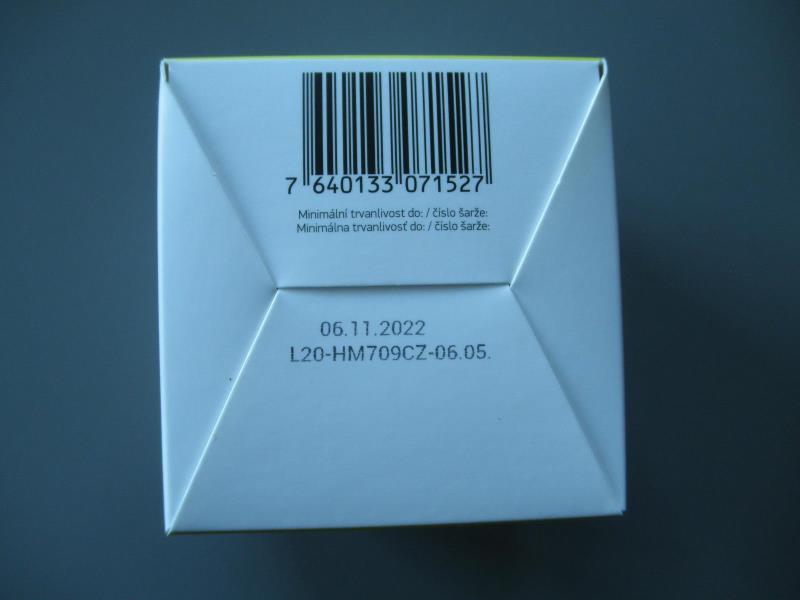 7 640133 071527
Minimální trvanlivost do: / číslo šarže:
Minimálna trvanlivosť do: / číslo šarže:
06.11.2022
L20-HM709CZ-06.05.